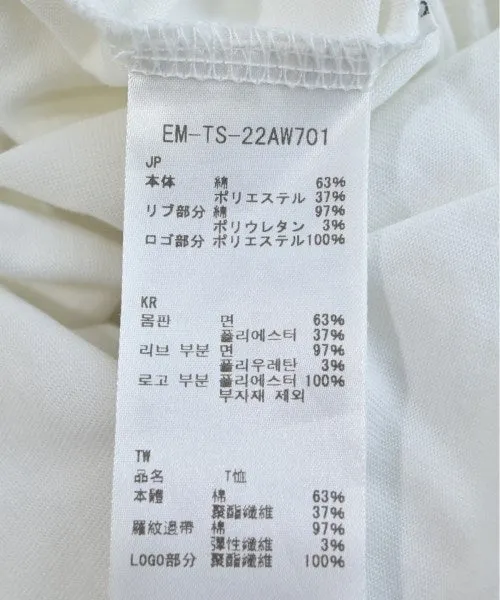 EM-TS-22AW701
JP
本体 綿 63%
ポリエステル 37%
リブ部分 綿 97%
ポリウレタン 3%
ロゴ部分 ポリエステル100%
KR
몸판 면 63%
폴리에스터 37%
리브 부분 면 97%
폴리우레탄 3%
로고 부분 폴리에스터 100%
부자재 제외
TW
品名 T恤
本體 棉 63%
聚酯纖維 37%
羅紋邊帶 棉 97%
彈性纖維 3%
LOGO部分 聚酯纖維 100%